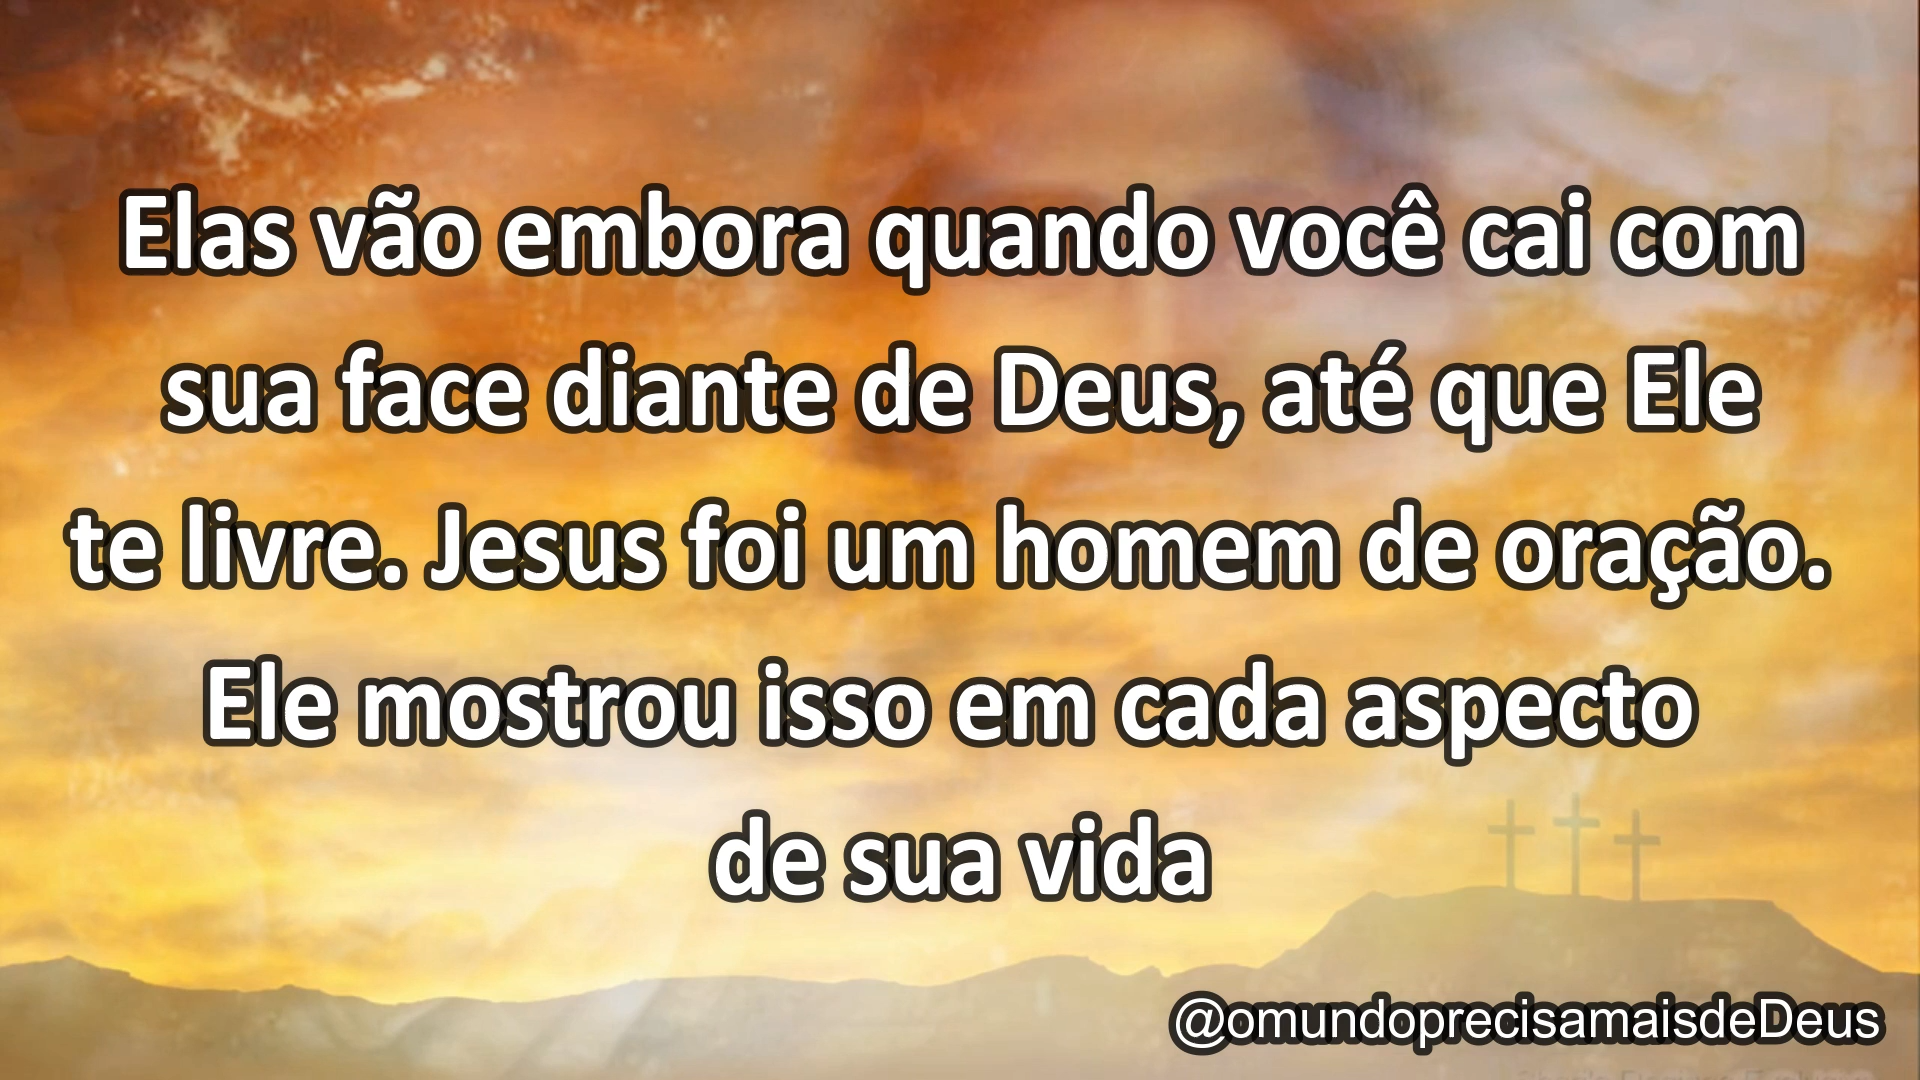 Elas vão embora quando você cai com
sua face diante de Deus, até que Ele
te livre. Jesus foi um homem de oração.
Ele mostrou isso em cada aspecto
de sua vida
@omundoprecisamaisdeDeus